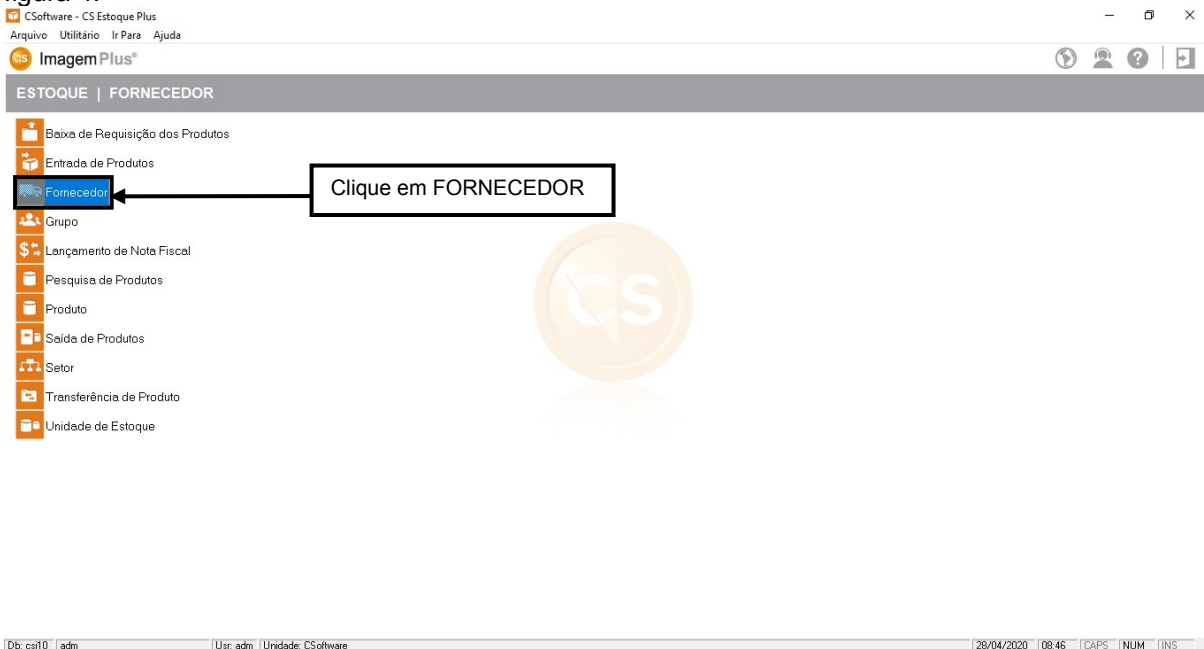 CSoftware - CS Estoque Plus
Arquivo Utilitário Ir Para Ajuda
CS ImagemPlus®
ESTOQUE | FORNECEDOR
Baixa de Requisição dos Produtos
Entrada de Produtos
Fornecedor
Clique em FORNECEDOR
Grupo
Lançamento de Nota Fiscal
Pesquisa de Produtos
Produto
Saída de Produtos
Setor
Transferência de Produto
Unidade de Estoque
CS
Db: csi10 adm Usr: adm Unidade: CSoftware 28/04/2020 08:46 CAPS NUM INS